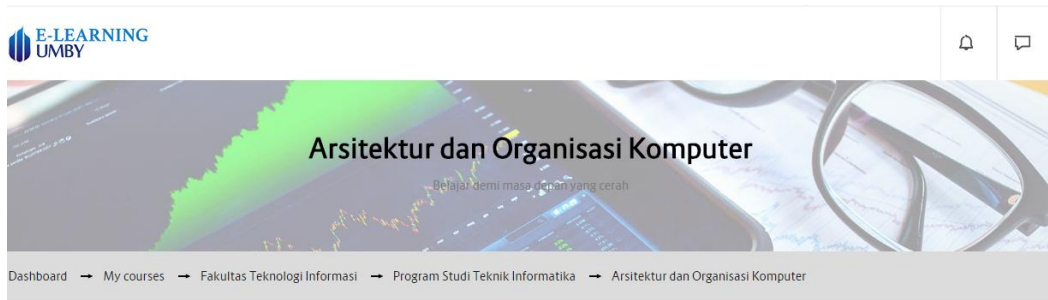 E-LEARNING
UMBY
Arsitektur dan Organisasi Komputer
Belajar demi masa depan yang cerah
Dashboard → My courses → Fakultas Teknologi Informasi → Program Studi Teknik Informatika → Arsitektur dan Organisasi Komputer